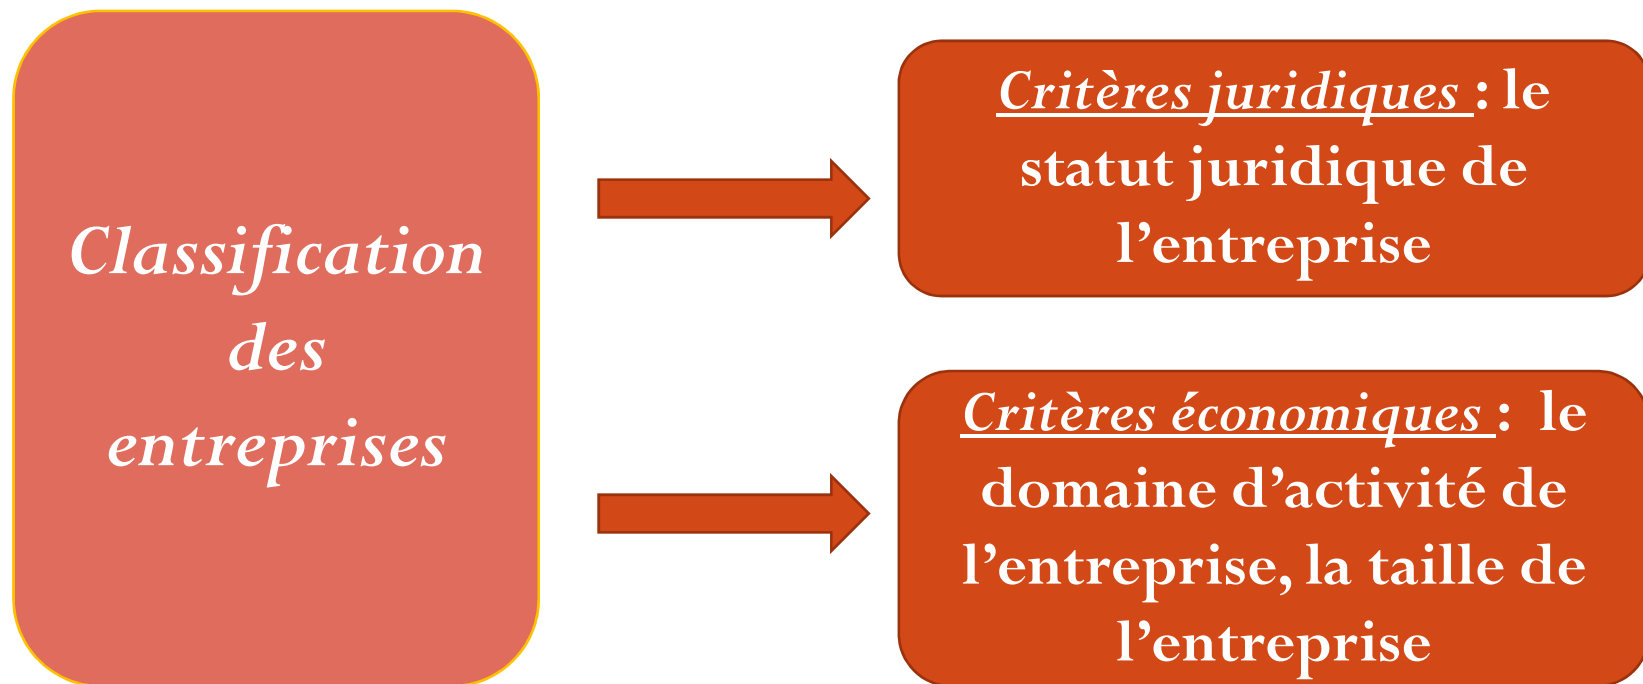 Classification
des
entreprises
Critères juridiques : le
statut juridique de
l’entreprise
Critères économiques :  le
domaine d’activité de
l’entreprise, la taille de
l’entreprise